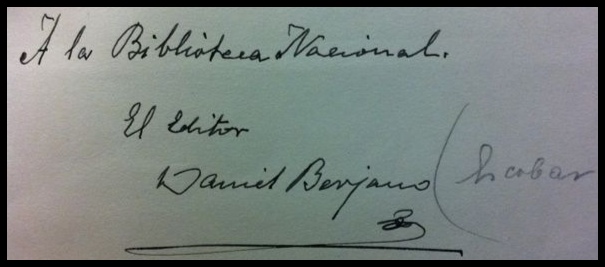 A la Biblioteca Nacional.
El Editor
Daniel Berjano (Escobar